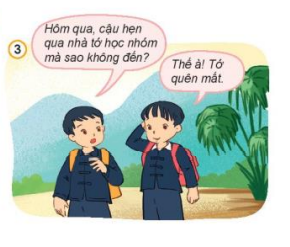 3
Hôm qua, cậu hẹn
qua nhà tớ học nhóm
mà sao không đến?
Thế à! Tớ
quên mất.